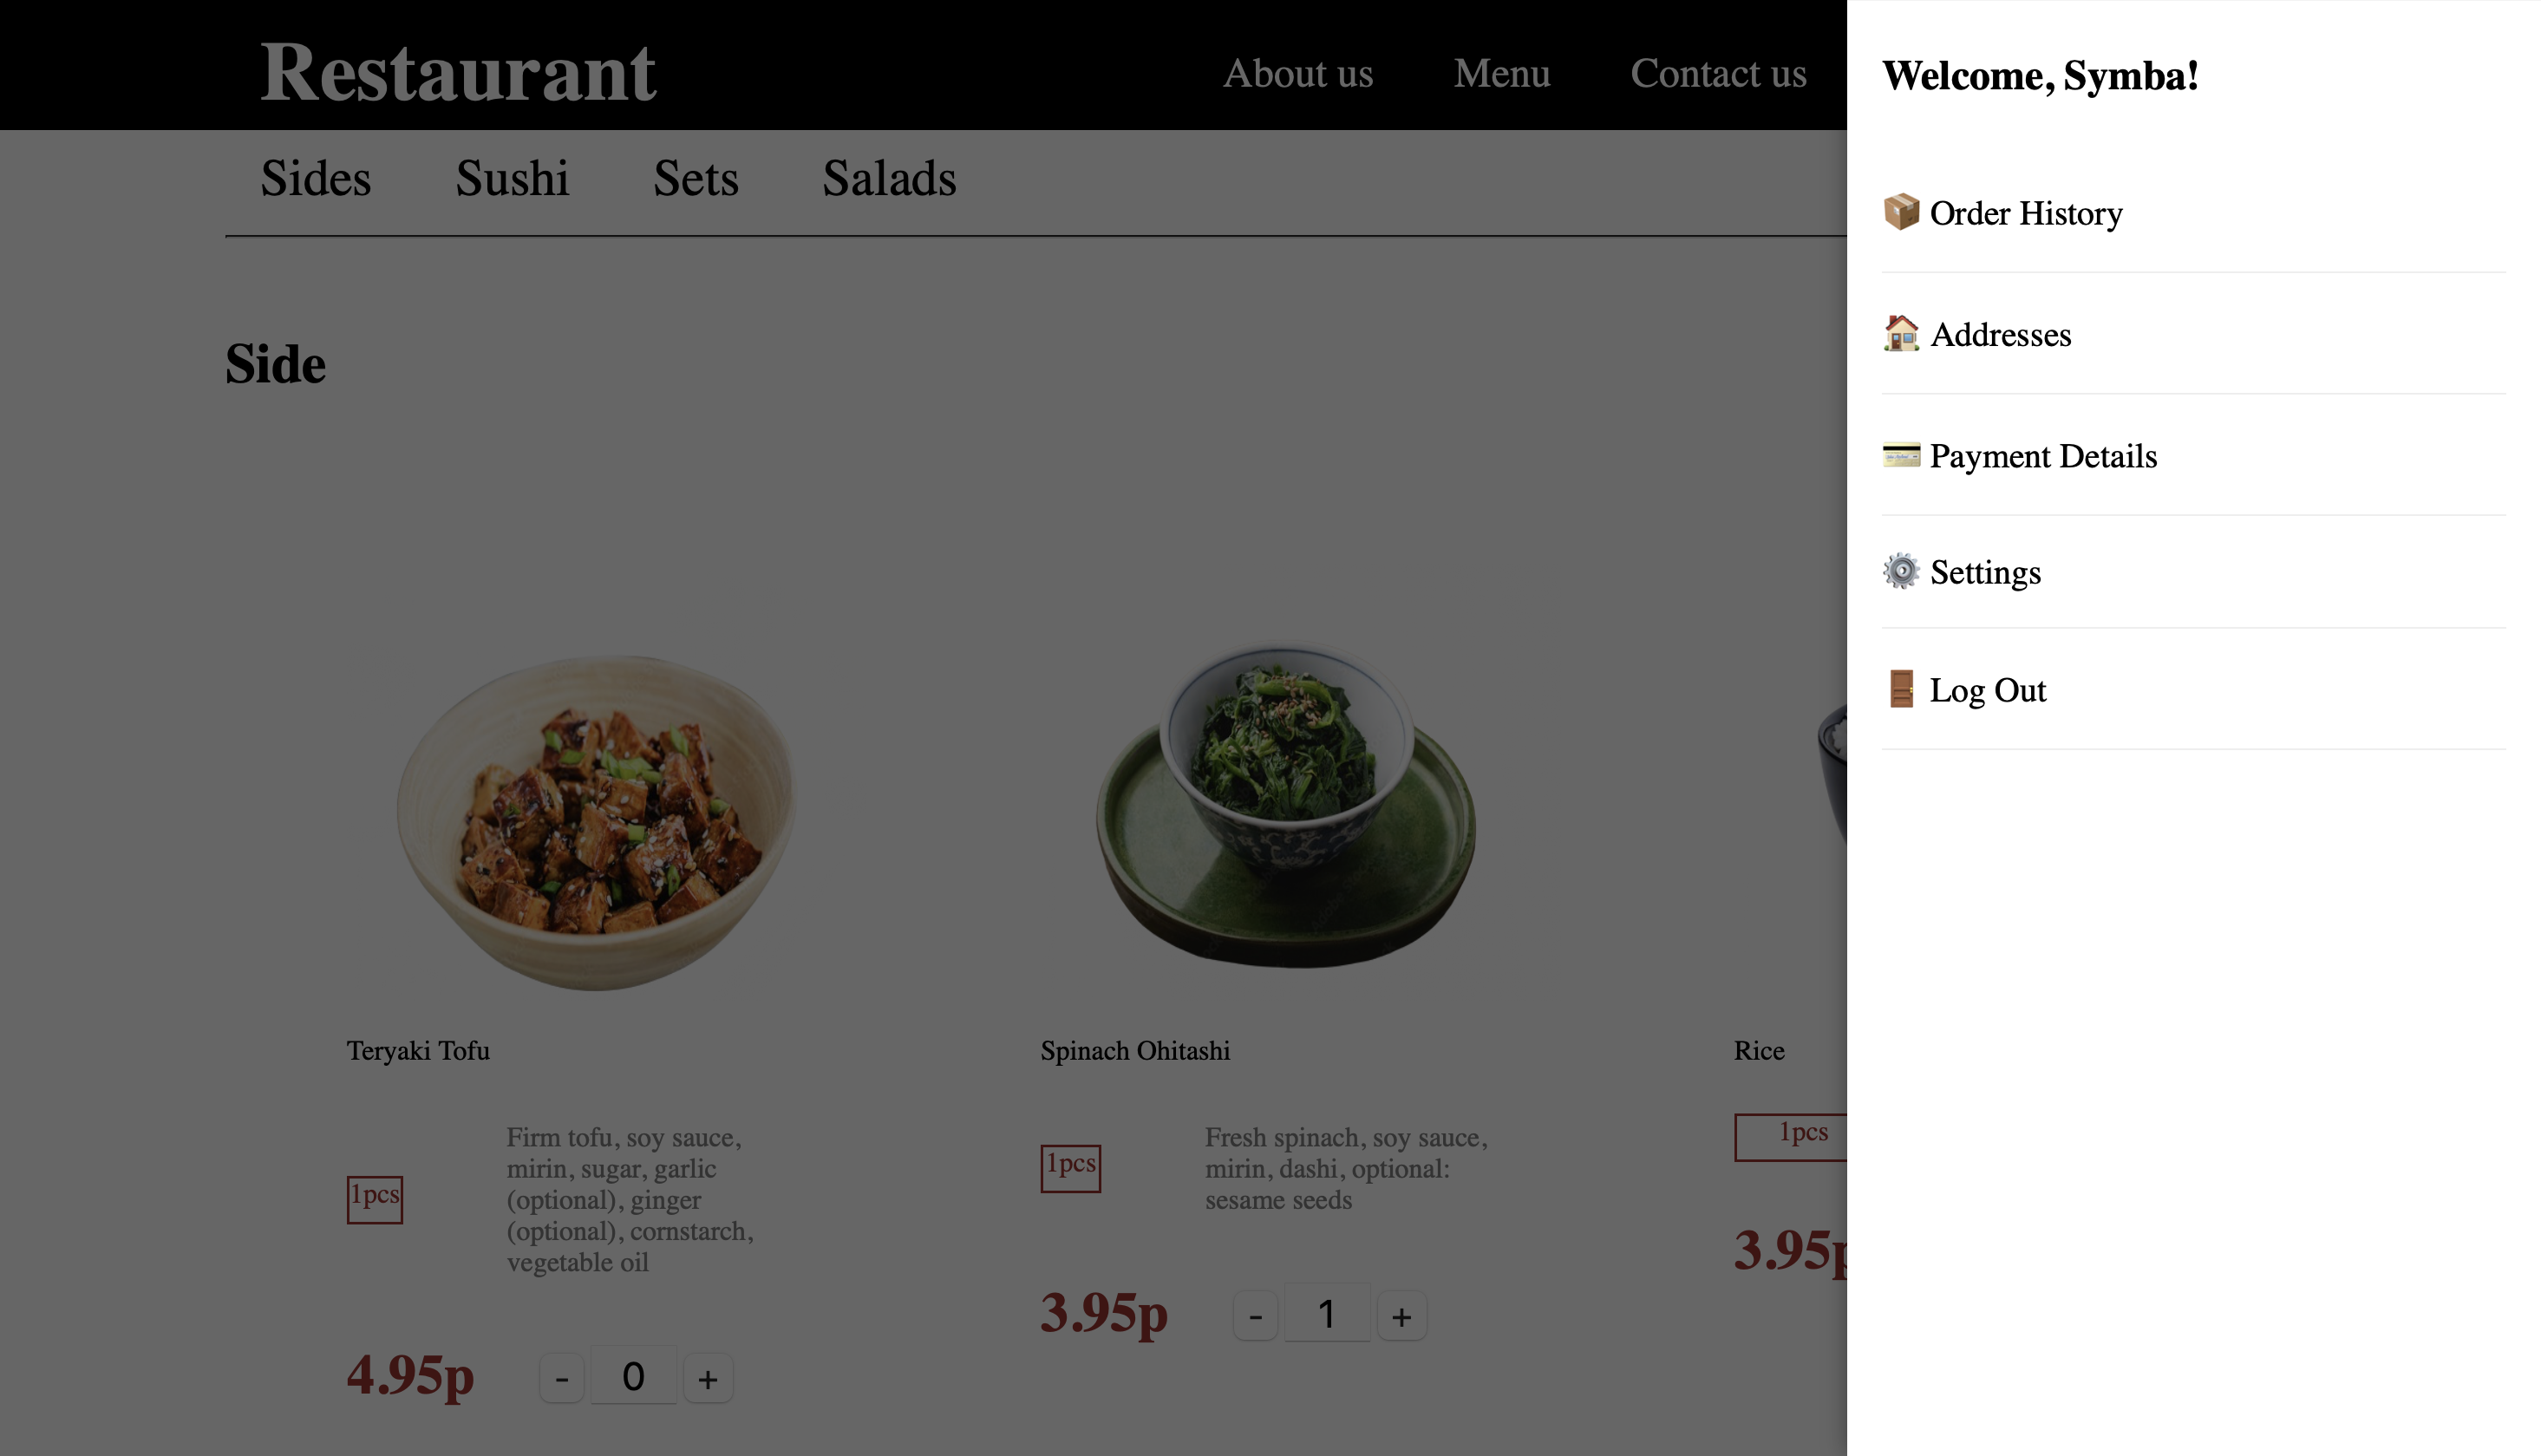 Restaurant
About us
Menu
Contact us
Sides
Sushi
Sets
Salads
Side
Teryaki Tofu
1pcs
Firm tofu, soy sauce,
mirin, sugar, garlic
(optional), ginger
(optional), cornstarch,
vegetable oil
4.95p
-
0
+
Spinach Ohitashi
1pcs
Fresh spinach, soy sauce,
mirin, dashi, optional:
sesame seeds
3.95p
-
1
+
Rice
1pcs
3.95p
Welcome, Symba!
Order History
Addresses
Payment Details
Settings
Log Out